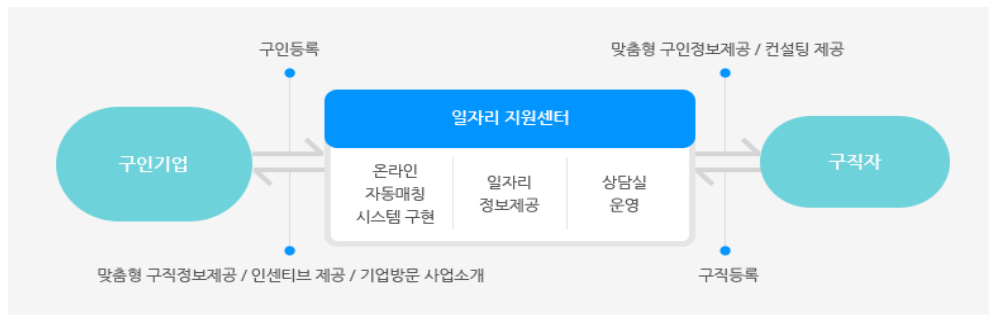 구인등록
맞춤형 구인정보제공 / 컨설팅 제공
일자리 지원센터
구인기업
온라인
자동매칭
시스템 구현
일자리
정보제공
상담실
운영
구직자
맞춤형 구직정보제공 / 인센티브 제공 / 기업방문 사업소개
구직등록